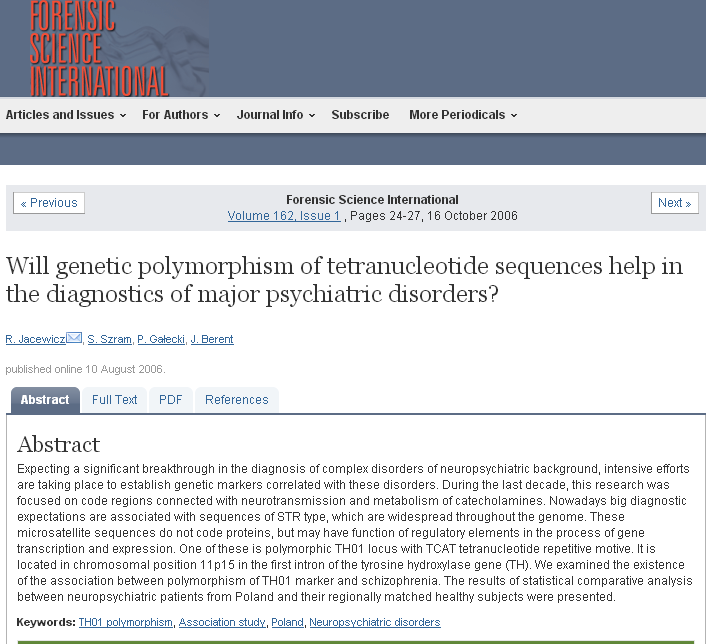 FORENSIC
SCIENCE
INTERNATIONAL
Articles and Issues For Authors Journal Info Subscribe More Periodicals
« Previous
Forensic Science International
Volume 162, Issue 1 , Pages 24-27, 16 October 2006
Next »
Will genetic polymorphism of tetranucleotide sequences help in
the diagnostics of major psychiatric disorders?
R. Jacewicz, S. Szram, P. Gałecki, J. Berent
published online 10 August 2006.
Abstract Full Text PDF References
Abstract
Expecting a significant breakthrough in the diagnosis of complex disorders of neuropsychiatric background, intensive efforts
are taking place to establish genetic markers correlated with these disorders. During the last decade, this research was
focused on code regions connected with neurotransmission and metabolism of catecholamines. Nowadays big diagnostic
expectations are associated with sequences of STR type, which are widespread throughout the genome. These
microsatellite sequences do not code proteins, but may have function of regulatory elements in the process of gene
transcription and expression. One of these is polymorphic TH01 locus with TCAT tetranucleotide repetitive motive. It is
located in chromosomal position 11p15 in the first intron of the tyrosine hydroxylase gene (TH). We examined the existence
of the association between polymorphism of TH01 marker and schizophrenia. The results of statistical comparative analysis
between neuropsychiatric patients from Poland and their regionally matched healthy subjects were presented.
Keywords: TH01 polymorphism, Association study, Poland, Neuropsychiatric disorders